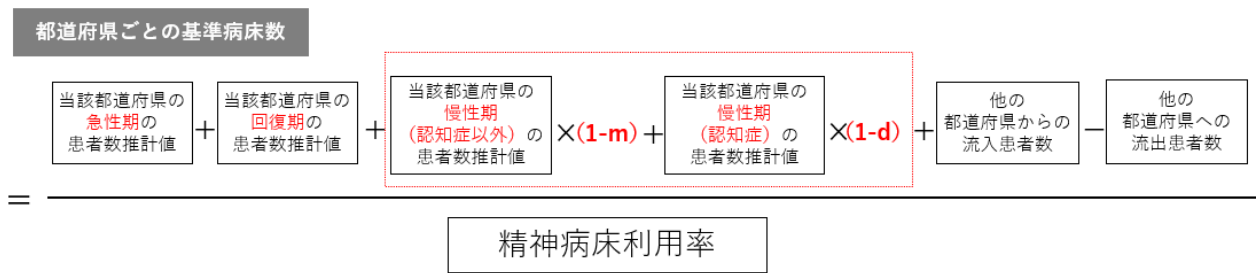 都道府県ごとの基準病床数
当該都道府県の
急性期の
患者数推計値
+
当該都道府県の
回復期の
患者数推計値
+
当該都道府県の
慢性期
(認知症以外)の
患者数推計値
×(1-m)+
当該都道府県の
慢性期
(認知症)の
患者数推計値
×(1-d)
+
他の
都道府県からの
流入患者数
−
他の
都道府県への
流出患者数
=
精神病床利用率